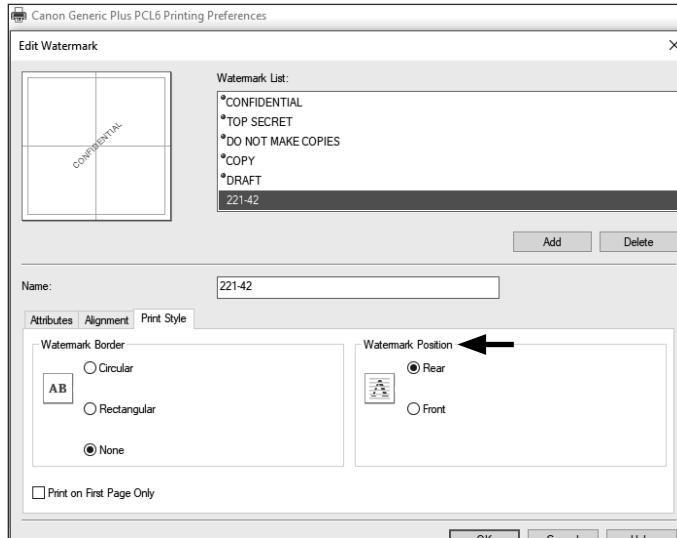 Canon Generic Plus PCL6 Printing Preferences
Edit Watermark
Watermark List:
CONFIDENTIAL
CONFIDENTIAL
TOP SECRET
DO NOT MAKE COPIES
COPY
DRAFT
221-42
Add Delete
Name: 221-42
Attributes Alignment Print Style
Watermark Border Watermark Position
Circular Rear
AB A
Rectangular Front
None
Print on First Page Only